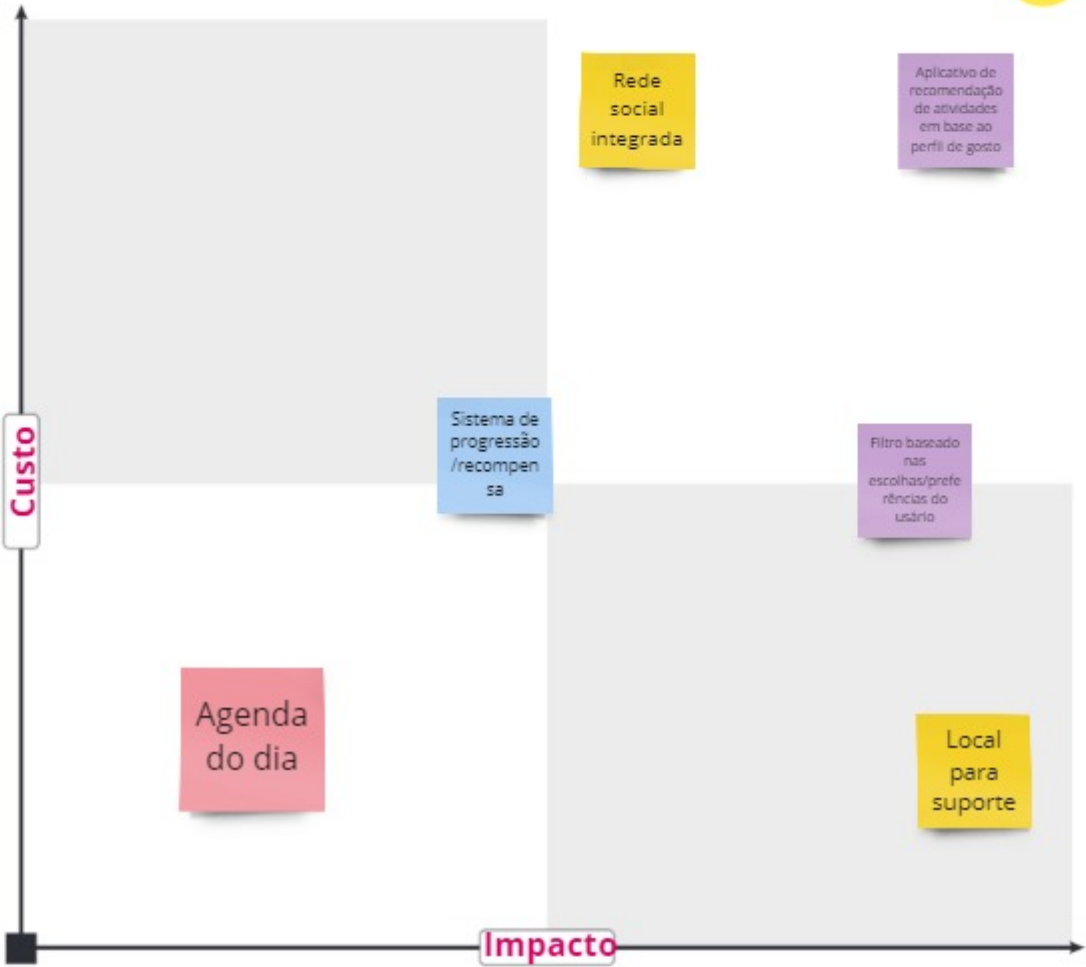 Rede
social
integrada
Aplicativo de
recomendação
de atividades
em base ao
perfil de gosto
Custo
Sistema de
progressão
/recompen
sa
Filtro baseado
nas
escolhas/prefe
rências do
usário
Agenda
do dia
Local
para
suporte
Impacto